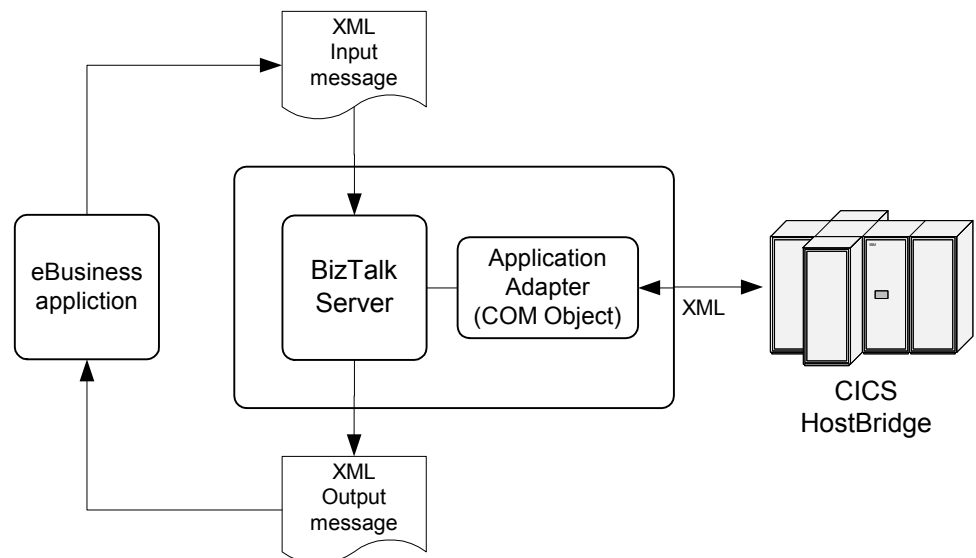 XML
Input
message
eBusiness
appliction
BizTalk
Server
Application
Adapter
(COM Object)
XML
CICS
HostBridge
XML
Output
message